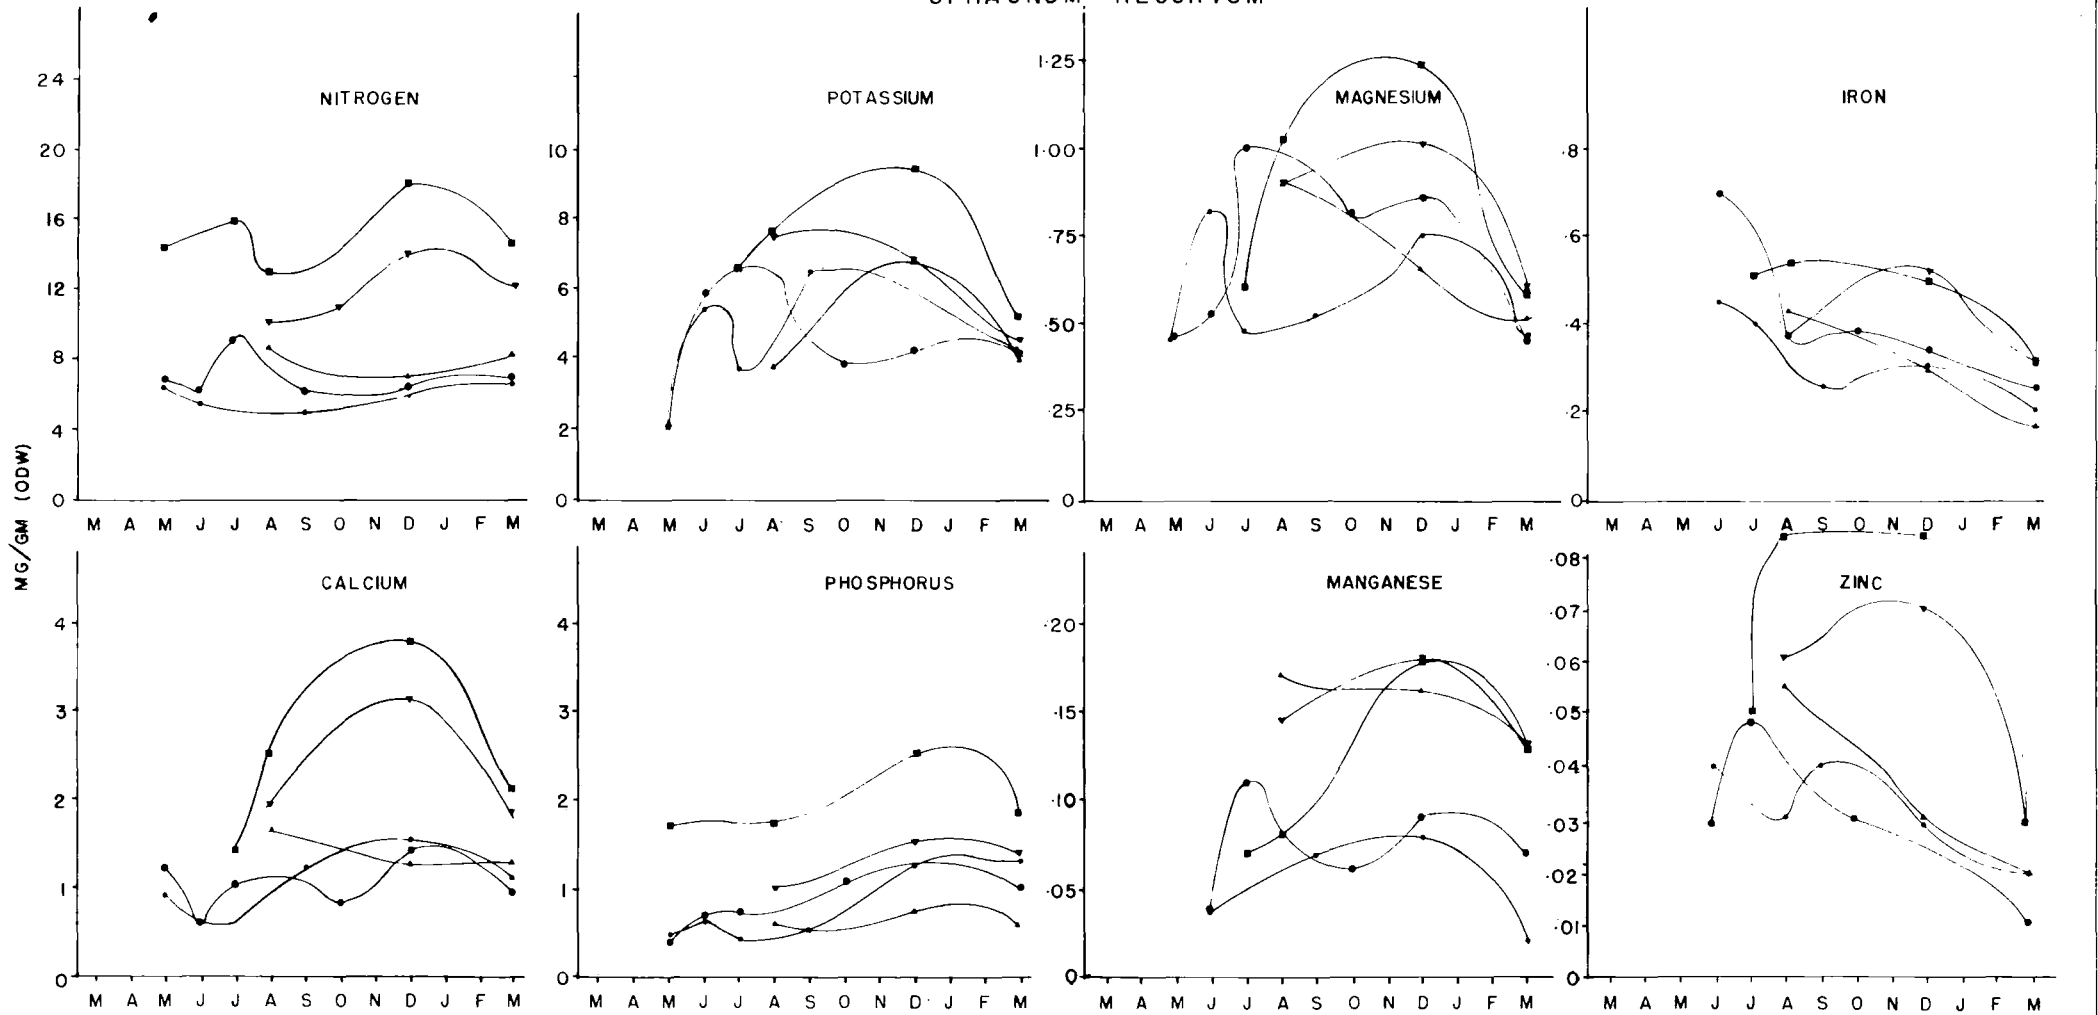 NITROGEN
POTASSIUM
MAGNESIUM
IRON
24
20
16
12
8
4
0
10
8
6
4
2
0
1·25
1·00
·75
·50
·25
0
·8
·6
·4
·2
0
M A M J J A S O N D J F M
M A M J J A S O N D J F M
M A M J J A S O N D J F M
M A M J J A S O N D J F M
MG/GM (ODW)
CALCIUM
PHOSPHORUS
MANGANESE
ZINC
4
3
2
1
0
4
3
2
1
0
·20
·15
·10
·05
0
·08
·07
·06
·05
·04
·03
·02
·01
0
M A M J J A S O N D J F M
M A M J J A S O N D J F M
M A M J J A S O N D J F M
M A M J J A S O N D J F M